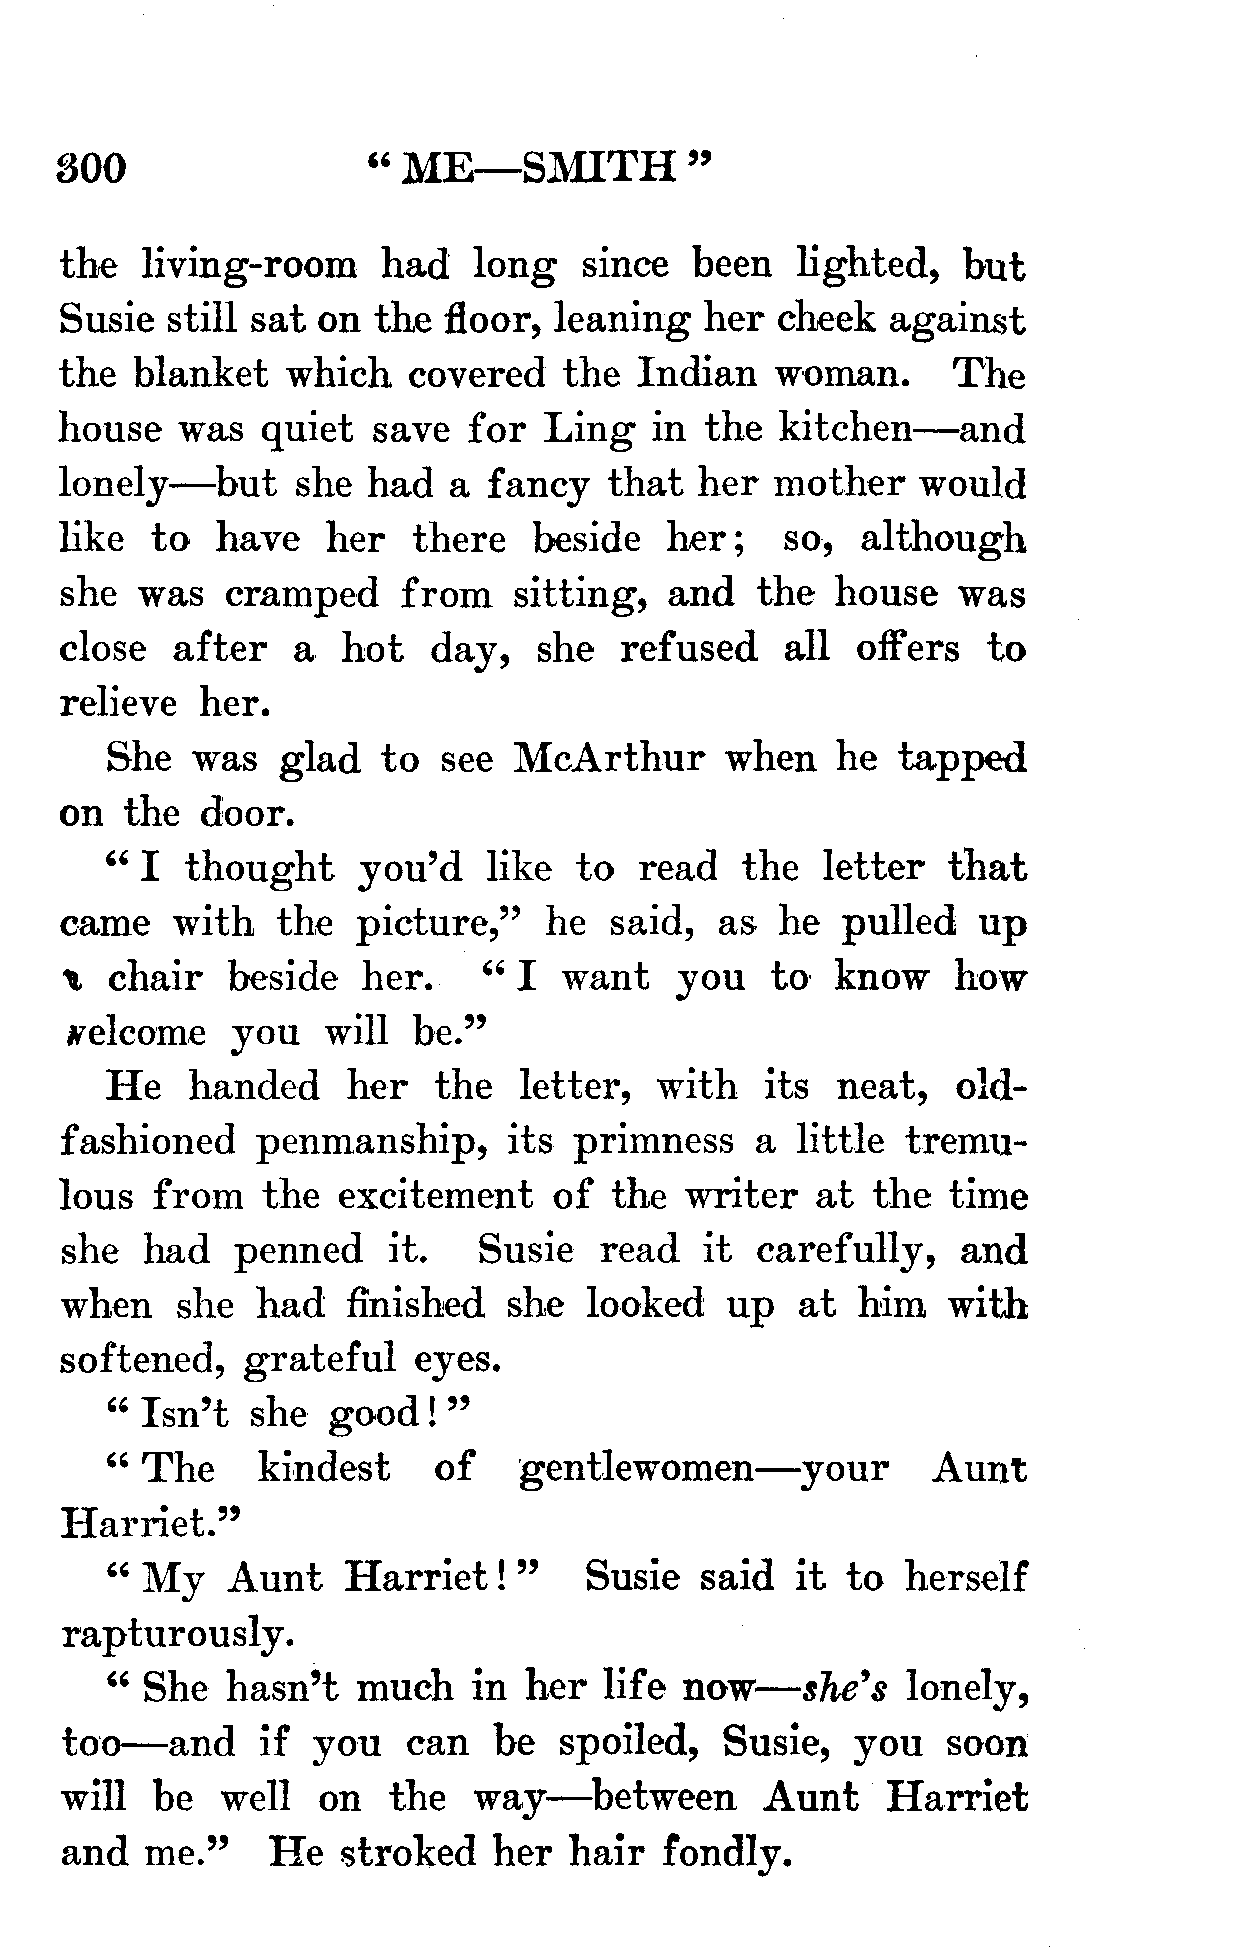 300 “ ME—SMITH ”
the living-room had long since been lighted, but
Susie still sat on the floor, leaning her cheek against
the blanket which covered the Indian woman. The
house was quiet save for Ling in the kitchen—and
lonely—but she had a fancy that her mother would
like to have her there beside her; so, although
she was cramped from sitting, and the house was
close after a hot day, she refused all offers to
relieve her.
She was glad to see McArthur when he tapped
on the door.
“ I thought you’d like to read the letter that
came with the picture,” he said, as he pulled up
a chair beside her. “ I want you to know how
welcome you will be.”
He handed her the letter, with its neat, old-
fashioned penmanship, its primness a little tremu-
lous from the excitement of the writer at the time
she had penned it. Susie read it carefully, and
when she had finished she looked up at him with
softened, grateful eyes.
“ Isn’t she good! ”
“ The kindest of gentlewomen—your Aunt
Harriet.”
“ My Aunt Harriet! ” Susie said it to herself
rapturously.
“ She hasn’t much in her life now—she’s lonely,
too—and if you can be spoiled, Susie, you soon
will be well on the way—between Aunt Harriet
and me.” He stroked her hair fondly.